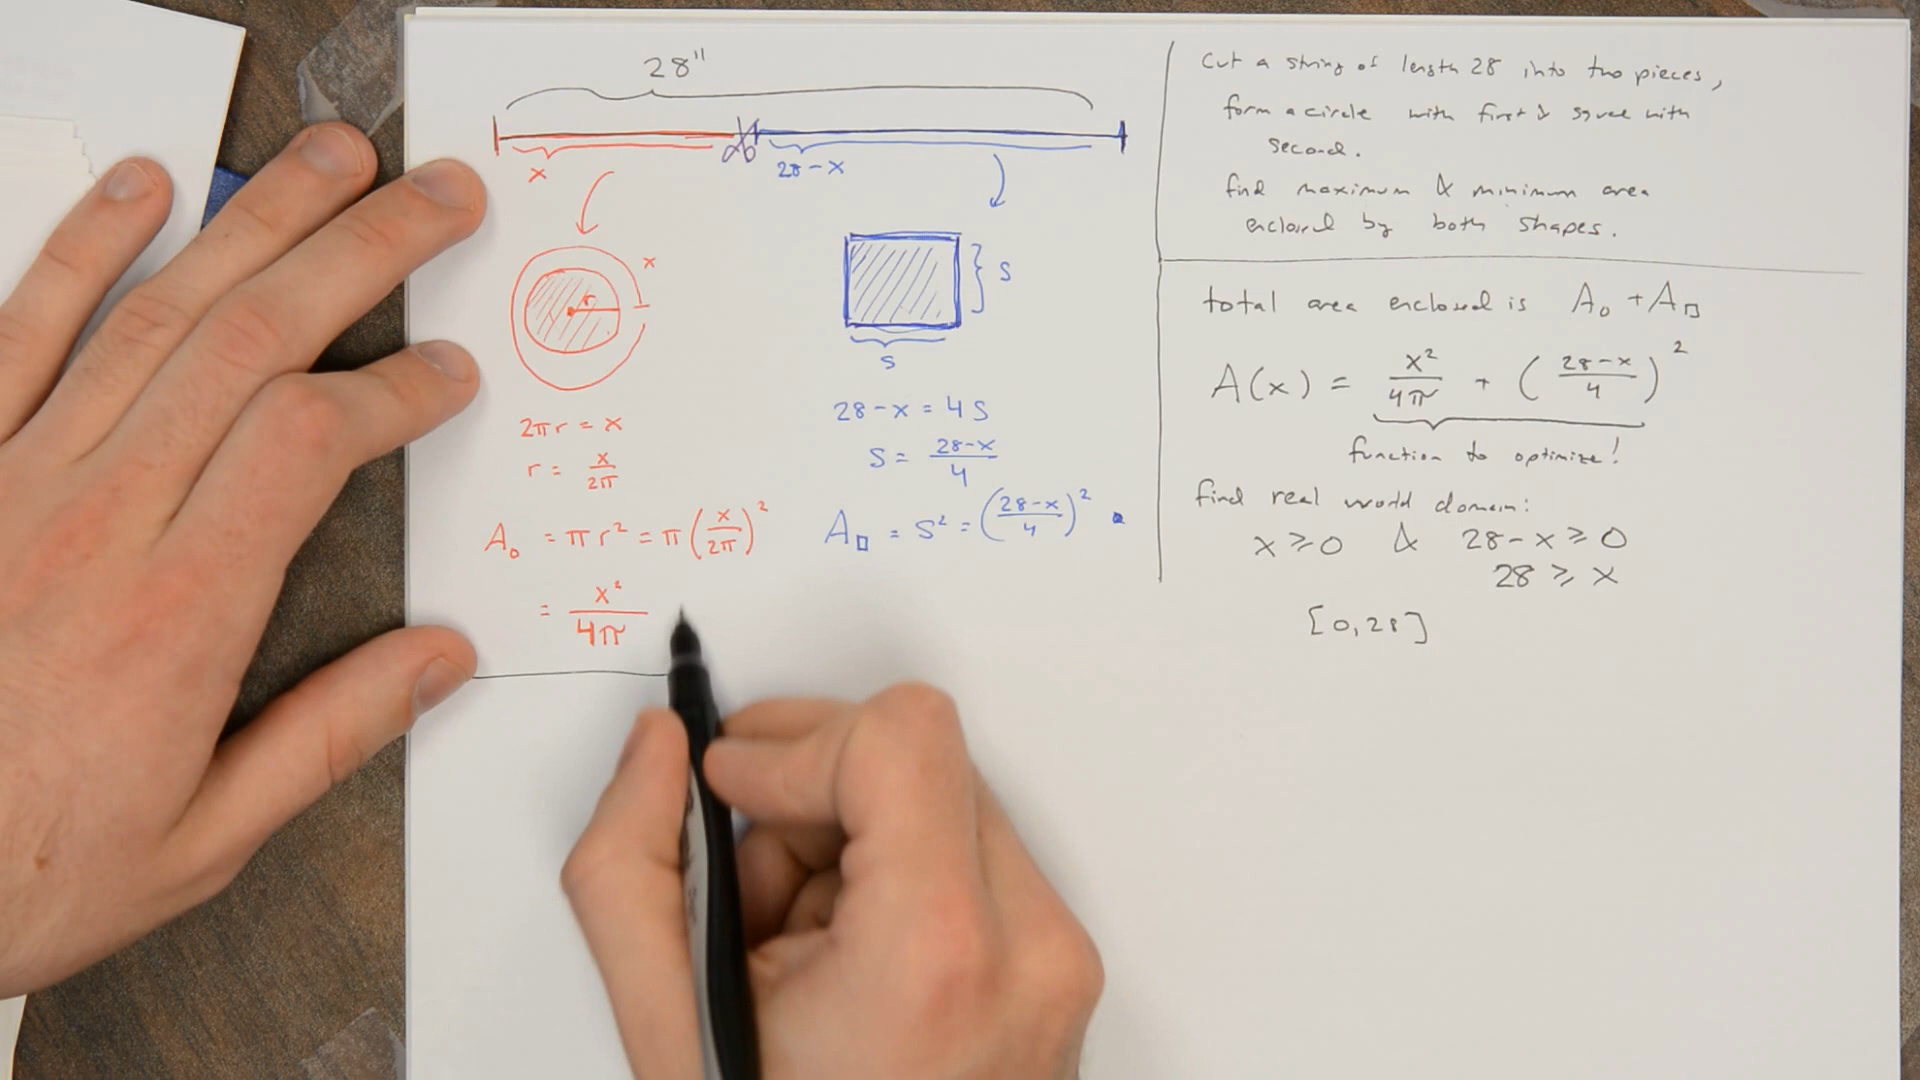 28"
x
28-x
x
r
s
s
2πr = x
r = x/2π
A○ = πr² = π(x/2π)²
= x²/4π
28-x = 4s
s = 28-x/4
A□ = s² = (28-x/4)²
Cut a string of length 28 into two pieces,
form a circle with first & square with
second.
find maximum & minimum area
enclosed by both shapes.
total area enclosed is A○ + A□
A(x) = x²/4π + (28-x/4)²
function to optimize!
find real world domain:
x ≥ 0 & 28-x ≥ 0
28 ≥ x
[0,28]